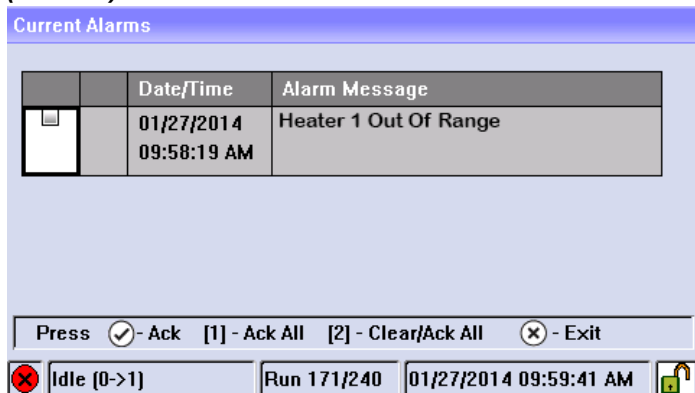 Current Alarms
Date/Time Alarm Message
01/27/2014 Heater 1 Out Of Range
09:58:19 AM
Press - Ack [1] - Ack All [2] - Clear/Ack All - Exit
Idle (0->1) Run 171/240 01/27/2014 09:59:41 AM